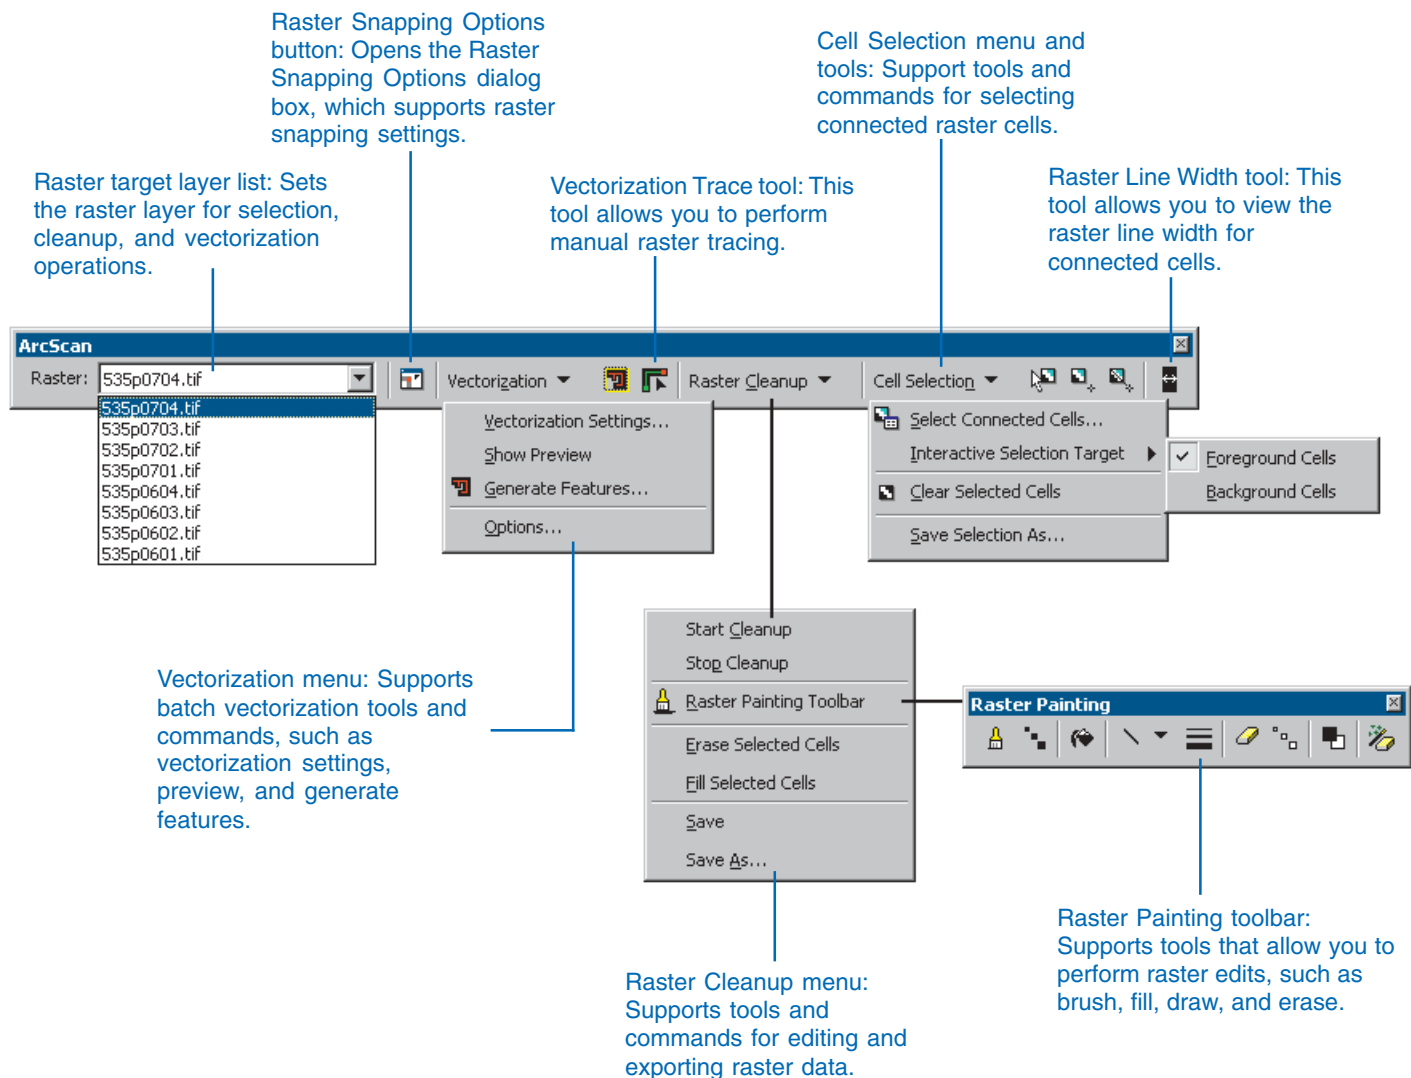 Raster Snapping Options
button: Opens the Raster
Snapping Options dialog
box, which supports raster
snapping settings.
Cell Selection menu and
tools: Support tools and
commands for selecting
connected raster cells.
Raster target layer list: Sets
the raster layer for selection,
cleanup, and vectorization
operations.
Vectorization Trace tool: This
tool allows you to perform
manual raster tracing.
Raster Line Width tool: This
tool allows you to view the
raster line width for
connected cells.
ArcScan
Raster: 535p0704.tif Vectorization Raster Cleanup Cell Selection
535p0704.tif
535p0703.tif
535p0702.tif
535p0701.tif
535p0604.tif
535p0603.tif
535p0602.tif
535p0601.tif
Vectorization Settings...
Show Preview
Generate Features...
Options...
Select Connected Cells...
Interactive Selection Target
Clear Selected Cells
Save Selection As...
Foreground Cells
Background Cells
Start Cleanup
Stop Cleanup
Raster Painting Toolbar
Erase Selected Cells
Fill Selected Cells
Save
Save As...
Raster Painting
Vectorization menu: Supports
batch vectorization tools and
commands, such as
vectorization settings,
preview, and generate
features.
Raster Painting toolbar:
Supports tools that allow you to
perform raster edits, such as
brush, fill, draw, and erase.
Raster Cleanup menu:
Supports tools and
commands for editing and
exporting raster data.